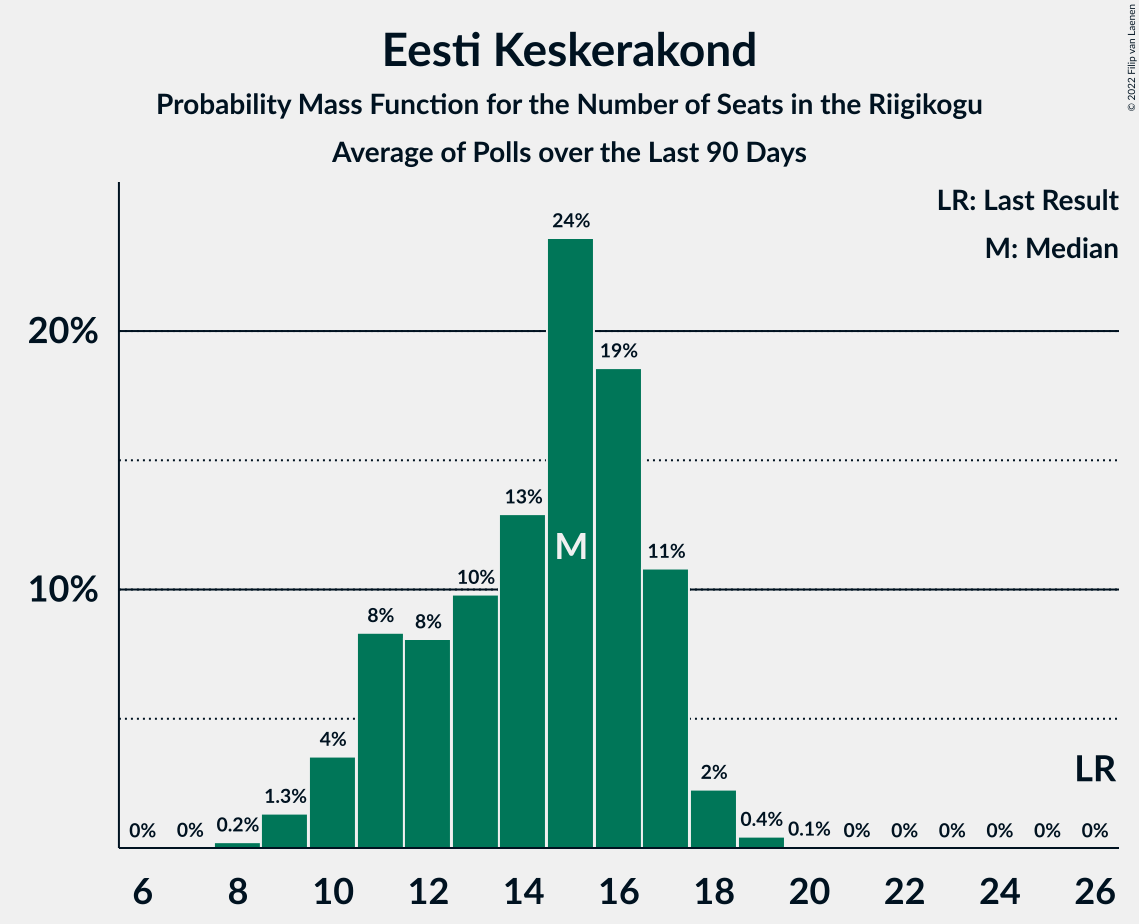 Eesti Keskerakond
Probability Mass Function for the Number of Seats in the Riigikogu
Average of Polls over the Last 90 Days
© 2022 Filip van Laenen
LR: Last Result
M: Median
20%
10%
0% 0% 0.2% 1.3% 4% 8% 8% 10% 13% 24% 19% 11% 2% 0.4% 0.1% 0% 0% 0% 0% 0% 0%
M
LR
6 8 10 12 14 16 18 20 22 24 26